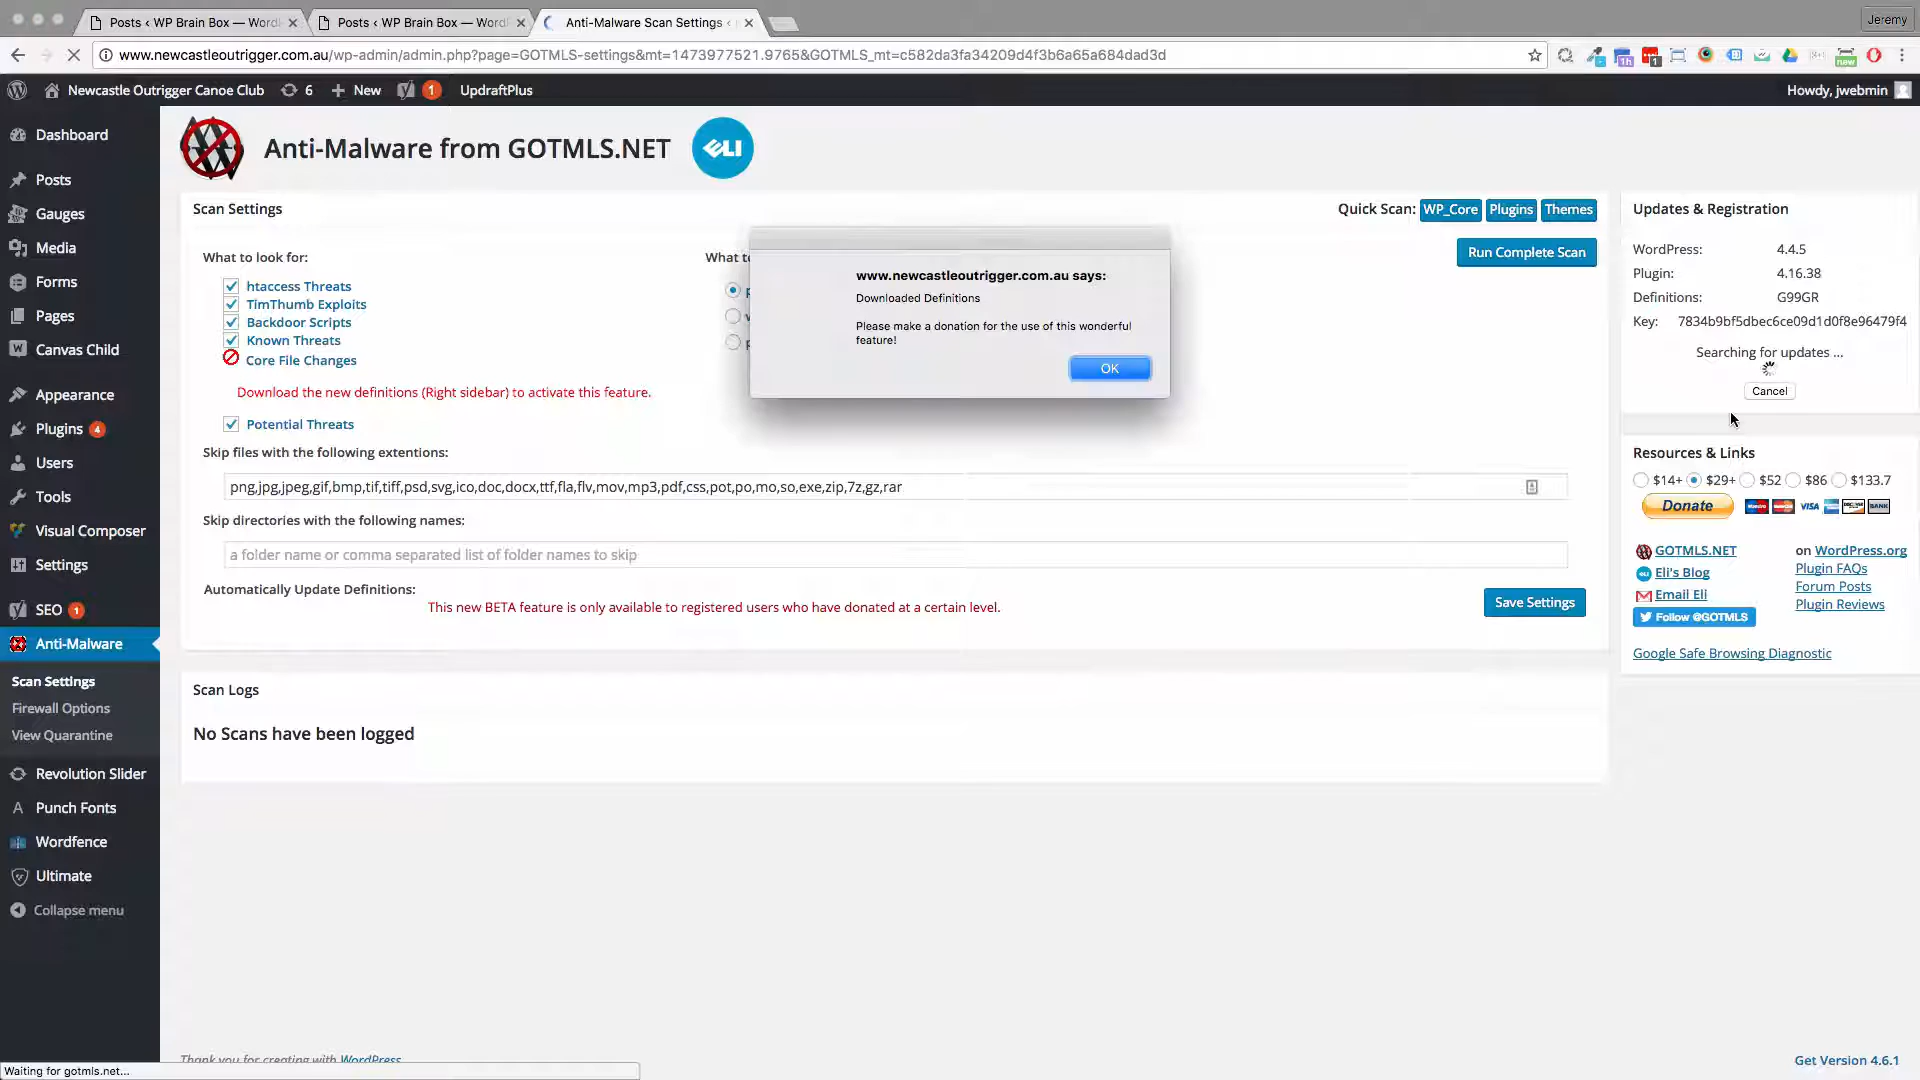 Posts ‹ WP Brain Box — Word
Posts ‹ WP Brain Box — Word
Anti-Malware Scan Settings ‹
Jeremy
www.newcastleoutrigger.com.au/wp-admin/admin.php?page=GOTMLS-settings&mt=1473977521.9765&GOTMLS_mt=c582da3fa34209d4f3b6a65a684dad3d
Newcastle Outrigger Canoe Club
6
New
1
UpdraftPlus
Howdy, jwebmin
Dashboard
Posts
Gauges
Media
Forms
Pages
Canvas Child
Appearance
Plugins 4
Users
Tools
Visual Composer
Settings
SEO 1
Anti-Malware
Scan Settings
Firewall Options
View Quarantine
Revolution Slider
Punch Fonts
Wordfence
Ultimate
Collapse menu
Anti-Malware from GOTMLS.NET
ELI
Scan Settings
Quick Scan: WP_Core Plugins Themes
Run Complete Scan
What to look for:
htaccess Threats
TimThumb Exploits
Backdoor Scripts
Known Threats
Core File Changes
Download the new definitions (Right sidebar) to activate this feature.
Potential Threats
What to
www.newcastleoutrigger.com.au says:
Downloaded Definitions
Please make a donation for the use of this wonderful
feature!
OK
Skip files with the following extentions:
png,jpg,jpeg,gif,bmp,tif,tiff,psd,svg,ico,doc,docx,ttf,fla,flv,mov,mp3,pdf,css,pot,po,mo,so,exe,zip,7z,gz,rar
Skip directories with the following names:
a folder name or comma separated list of folder names to skip
Automatically Update Definitions:
This new BETA feature is only available to registered users who have donated at a certain level.
Save Settings
Scan Logs
No Scans have been logged
Updates & Registration
WordPress: 4.4.5
Plugin: 4.16.38
Definitions: G99GR
Key: 7834b9bf5dbec6ce09d1d0f8e96479f4
Searching for updates ...
Cancel
Resources & Links
$14+ $29+ $52 $86 $133.7
Donate
VISA
BANK
GOTMLS.NET
Eli's Blog
Email Eli
Follow @GOTMLS
on WordPress.org
Plugin FAQs
Forum Posts
Plugin Reviews
Google Safe Browsing Diagnostic
Thank you for creating with WordPress
Get Version 4.6.1
Waiting for gotmls.net...